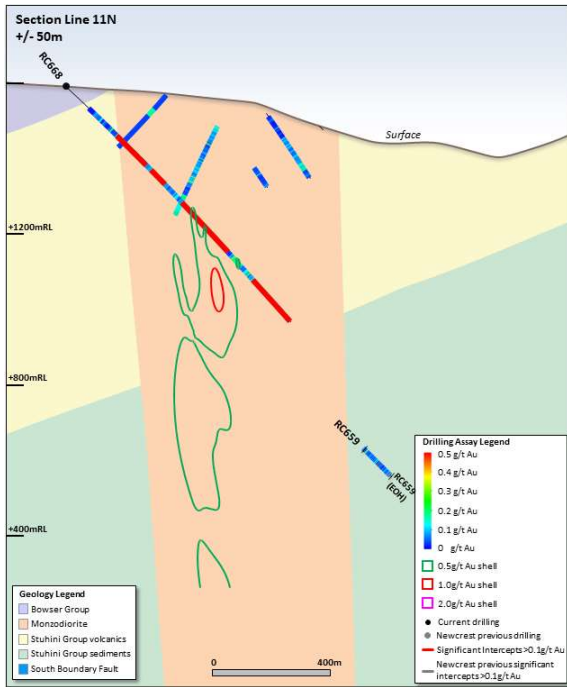 Section Line 11N
+/- 50m
RC668
Surface
+1200mRL
+800mRL
+400mRL
RC659
RC659
(EOH)
Drilling Assay Legend
0.5 g/t Au
0.4 g/t Au
0.3 g/t Au
0.2 g/t Au
0.1 g/t Au
0 g/t Au
0.5g/t Au shell
1.0g/t Au shell
2.0g/t Au shell
Current drilling
Newcrest previous drilling
Significant Intercepts>0.1g/t Au
Newcrest previous significant
intercepts>0.1g/t Au
Geology Legend
Bowser Group
Monzodiorite
Stuhini Group volcanics
Stuhini Group sediments
South Boundary Fault
0
400m